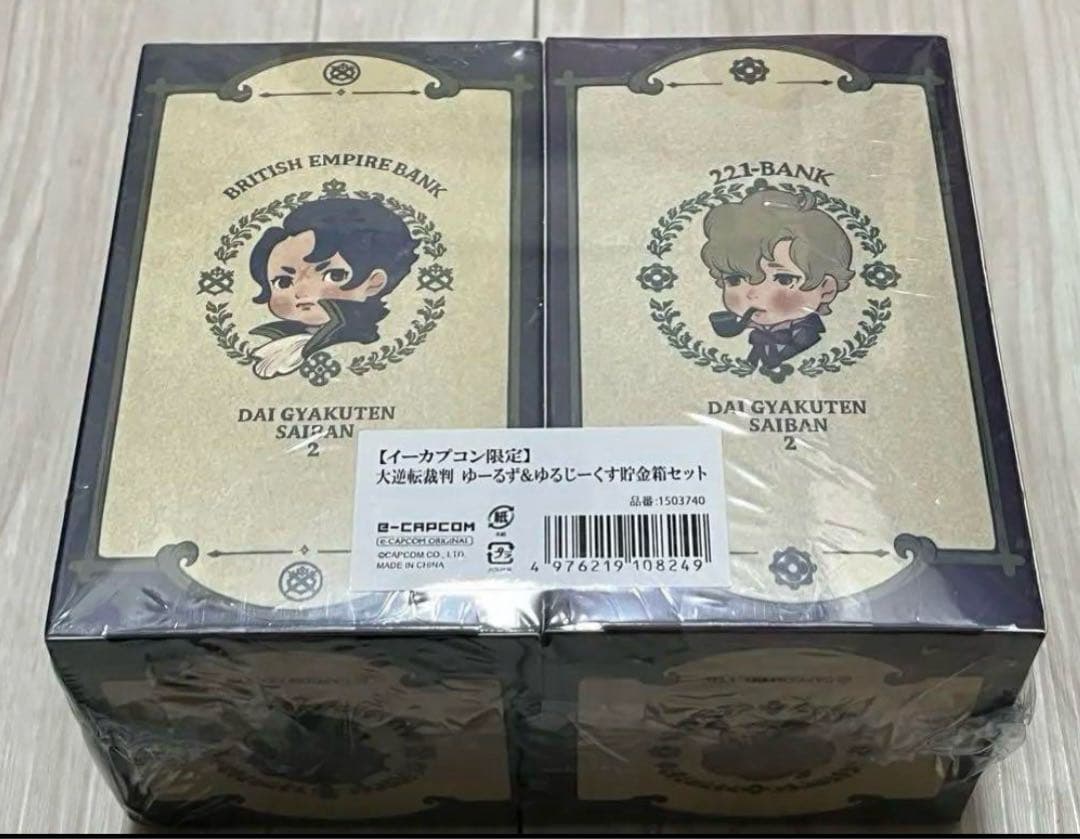 BRITISH EMPIRE BANK
DAI GYAKUTEN
SAIBAN
2
221-BANK
DAI GYAKUTEN
SAIBAN
2
【イーカプコン限定】
大逆転裁判 ゆーるず&ゆるじーくす貯金箱セット
品番:1503740
e-CAPCOM
e-CAPCOM ORIGINAL
©CAPCOM CO., LTD.
MADE IN CHINA
紙
プラ
4 976219 108249